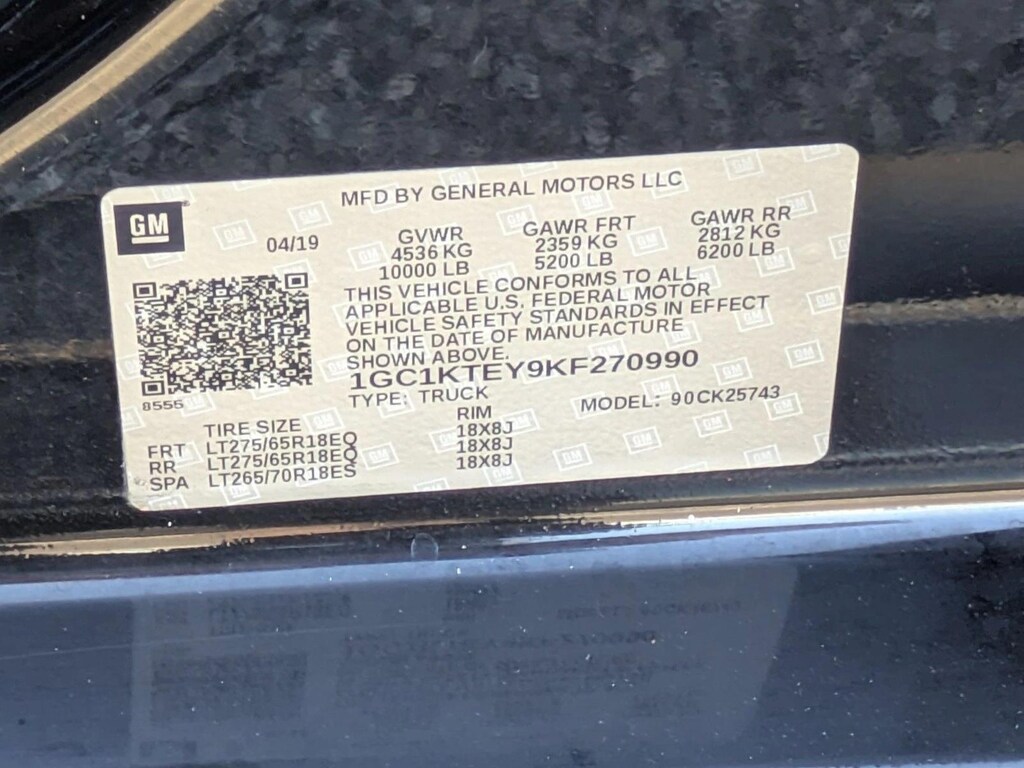 MFD BY GENERAL MOTORS LLC
GM
04/19
GVWR
4536 KG
10000 LB
GAWR FRT
2359 KG
5200 LB
GAWR RR
2812 KG
6200 LB
THIS VEHICLE CONFORMS TO ALL
APPLICABLE U.S. FEDERAL MOTOR
VEHICLE SAFETY STANDARDS IN EFFECT
ON THE DATE OF MANUFACTURE
SHOWN ABOVE.
1GC1KTEY9KF270990
8555
TYPE: TRUCK
MODEL: 90CK25743
TIRE SIZE RIM
FRT LT275/65R18EQ 18X8J
RR LT275/65R18EQ 18X8J
SPA LT265/70R18ES 18X8J